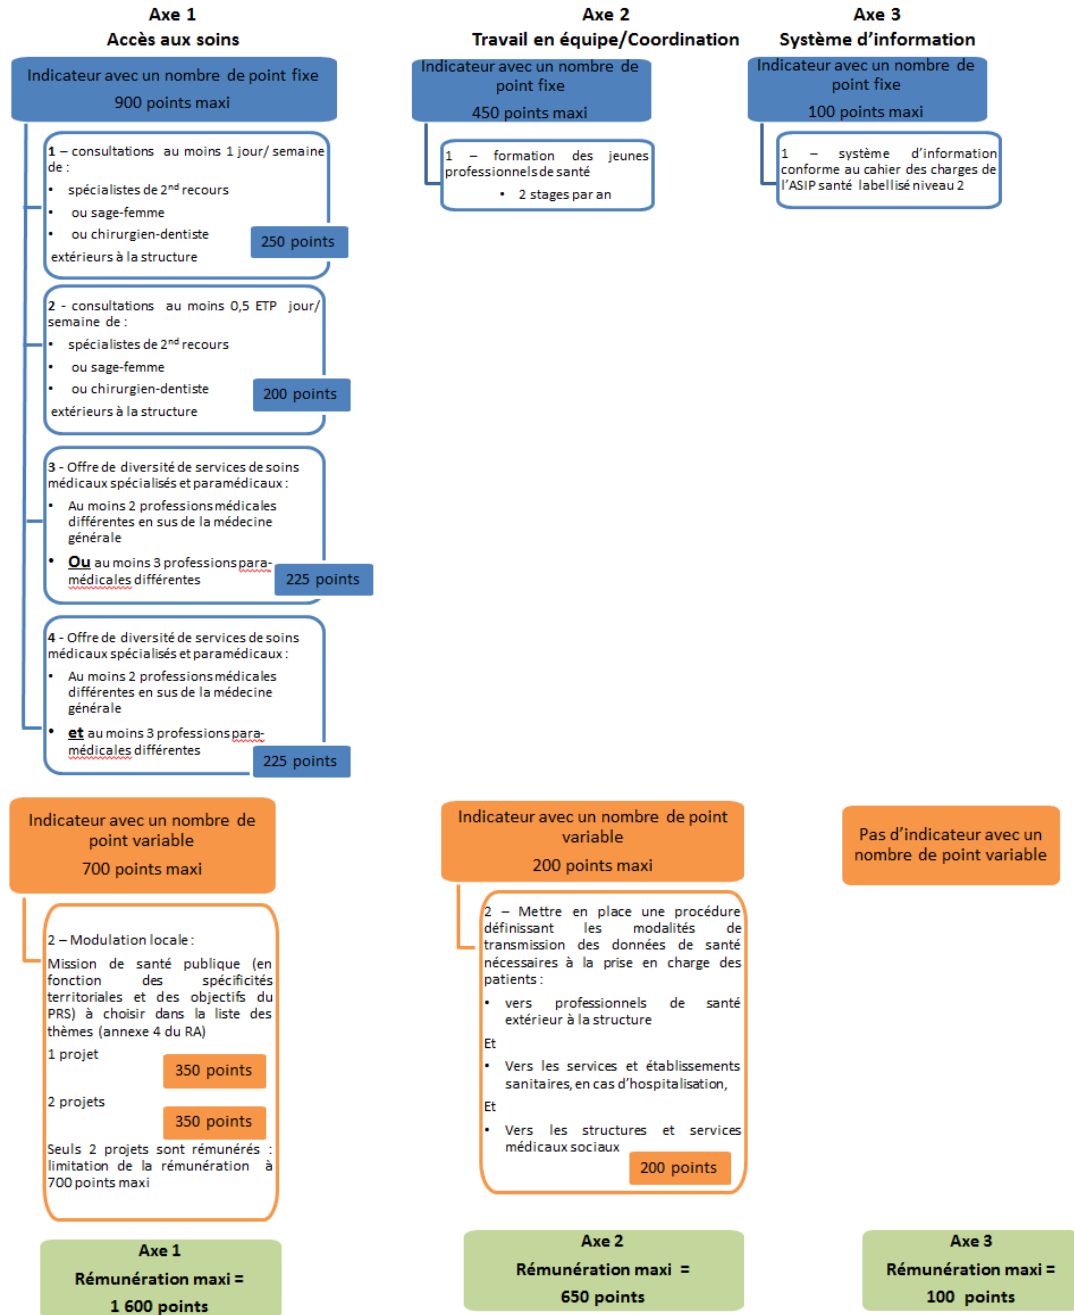 Axe 1
Accès aux soins
Indicateur avec un nombre de point fixe
900 points maxi
1 – consultations au moins 1 jour/ semaine
de :
• spécialistes de 2nd recours
• ou sage-femme
• ou chirurgien-dentiste
extérieurs à la structure
250 points
2 - consultations au moins 0,5 ETP jour/
semaine de :
• spécialistes de 2nd recours
• ou sage-femme
• ou chirurgien-dentiste
extérieurs à la structure
200 points
3 - Offre de diversité de services de soins
médicaux spécialisés et paramédicaux :
• Au moins 2 professions médicales
différentes en sus de la médecine
générale
• Ou au moins 3 professions para-
médicales différentes
225 points
4 - Offre de diversité de services de soins
médicaux spécialisés et paramédicaux :
• Au moins 2 professions médicales
différentes en sus de la médecine
générale
• et au moins 3 professions para-
médicales différentes
225 points
Indicateur avec un nombre de
point variable
700 points maxi
2 – Modulation locale :
Mission de santé publique (en
fonction des spécificités
territoriales et des objectifs du
PRS) à choisir dans la liste des
thèmes (annexe 4 du RA)
1 projet
350 points
2 projets
350 points
Seuls 2 projets sont rémunérés :
limitation de la rémunération à
700 points maxi
Axe 1
Rémunération maxi =
1 600 points
Axe 2
Travail en équipe/Coordination
Indicateur avec un nombre de
point fixe
450 points maxi
1 – formation des jeunes
professionnels de santé
• 2 stages par an
Indicateur avec un nombre de point
variable
200 points maxi
2 – Mettre en place une procédure
définissant les modalités de
transmission des données de santé
nécessaires à la prise en charge des
patients :
• vers professionnels de santé
extérieur à la structure
Et
• Vers les services et établissements
sanitaires, en cas d'hospitalisation,
Et
• Vers les structures et services
médicaux sociaux
200 points
Axe 2
Rémunération maxi =
650 points
Axe 3
Système d'information
Indicateur avec un nombre de
point fixe
100 points maxi
1 – système d'information
conforme au cahier des charges de
l'ASIP santé labellisé niveau 2
Pas d'indicateur avec un
nombre de point variable
Axe 3
Rémunération maxi =
100 points